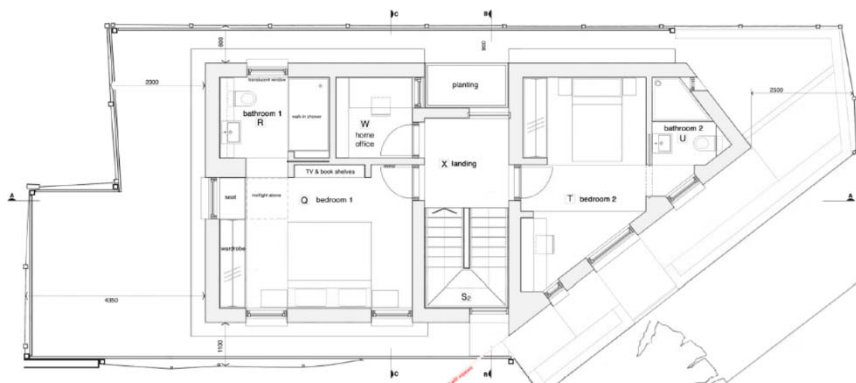 C
B
800
900
translucent window
planting
2300
2500
bathroom 1
R
walk-in shower
W
home
office
bathroom 2
U
X landing
TV & book shelves
A
seat
rooflight above
Q bedroom 1
T bedroom 2
A
wardrobe
4350
S2
1100
C
B